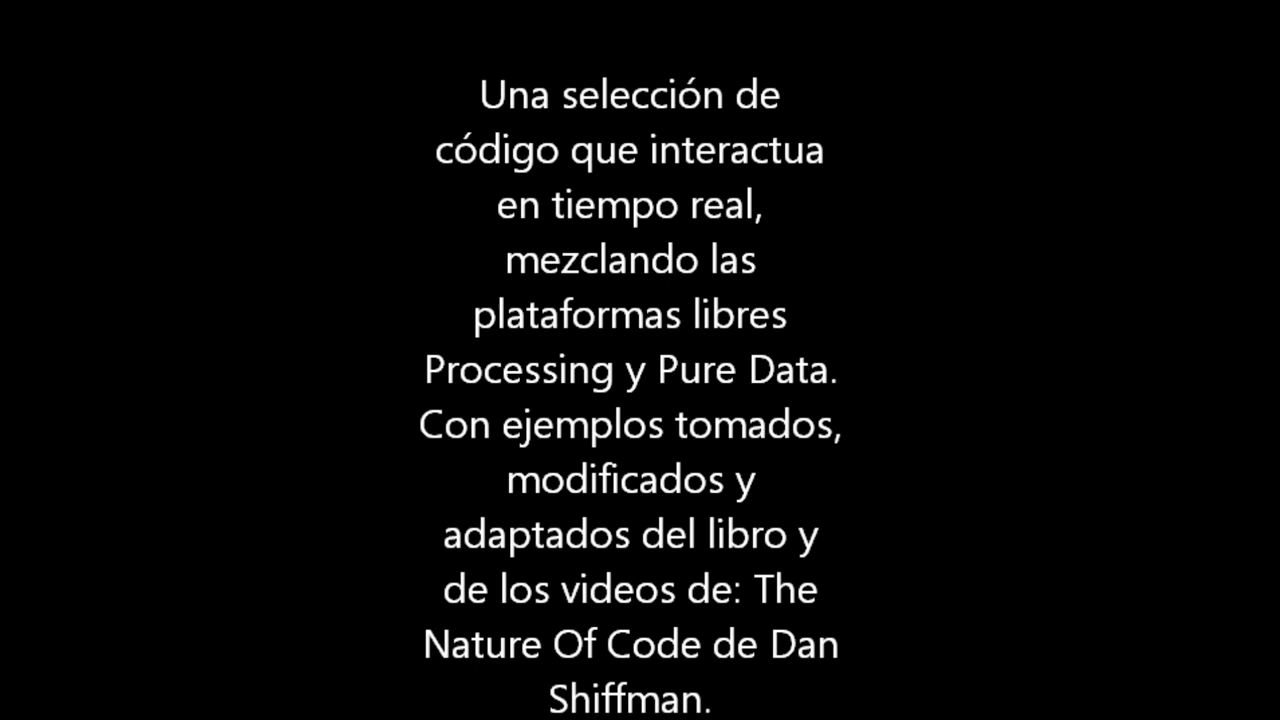 Una selección de
código que interactua
en tiempo real,
mezclando las
plataformas libres
Processing y Pure Data.
Con ejemplos tomados,
modificados y
adaptados del libro y
de los videos de: The
Nature Of Code de Dan
Shiffman.